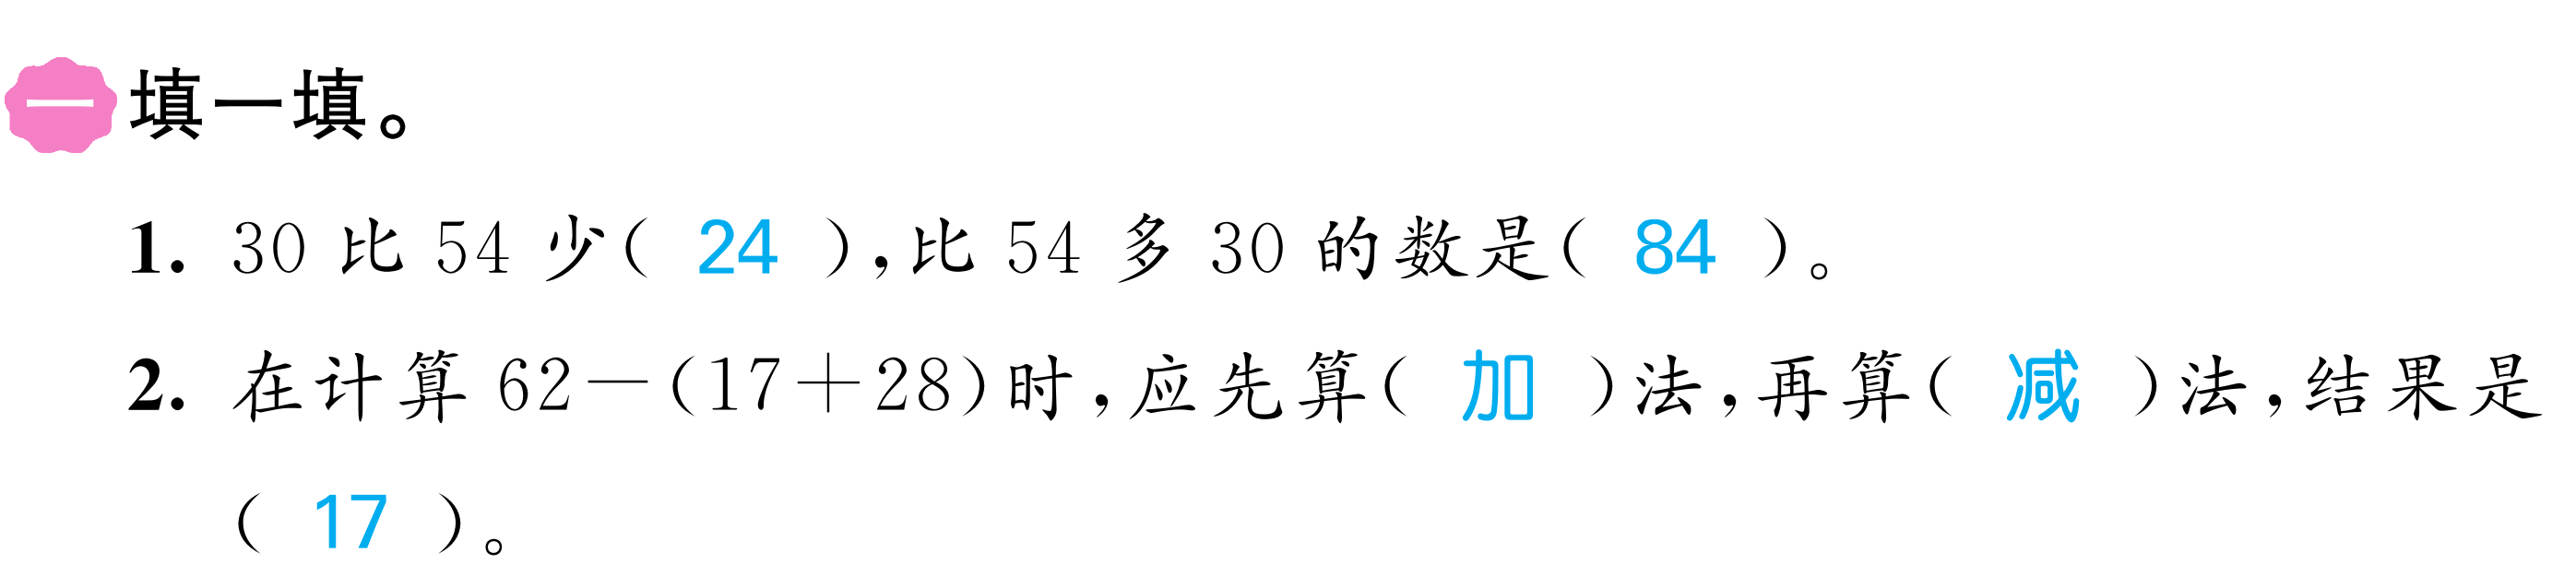 一 填一填。
1. 30 比 54 少( 24 ),比 54 多 30 的数是( 84 )。
2. 在计算 62－(17＋28)时,应先算( 加 )法,再算( 减 )法,结果是
( 17 )。